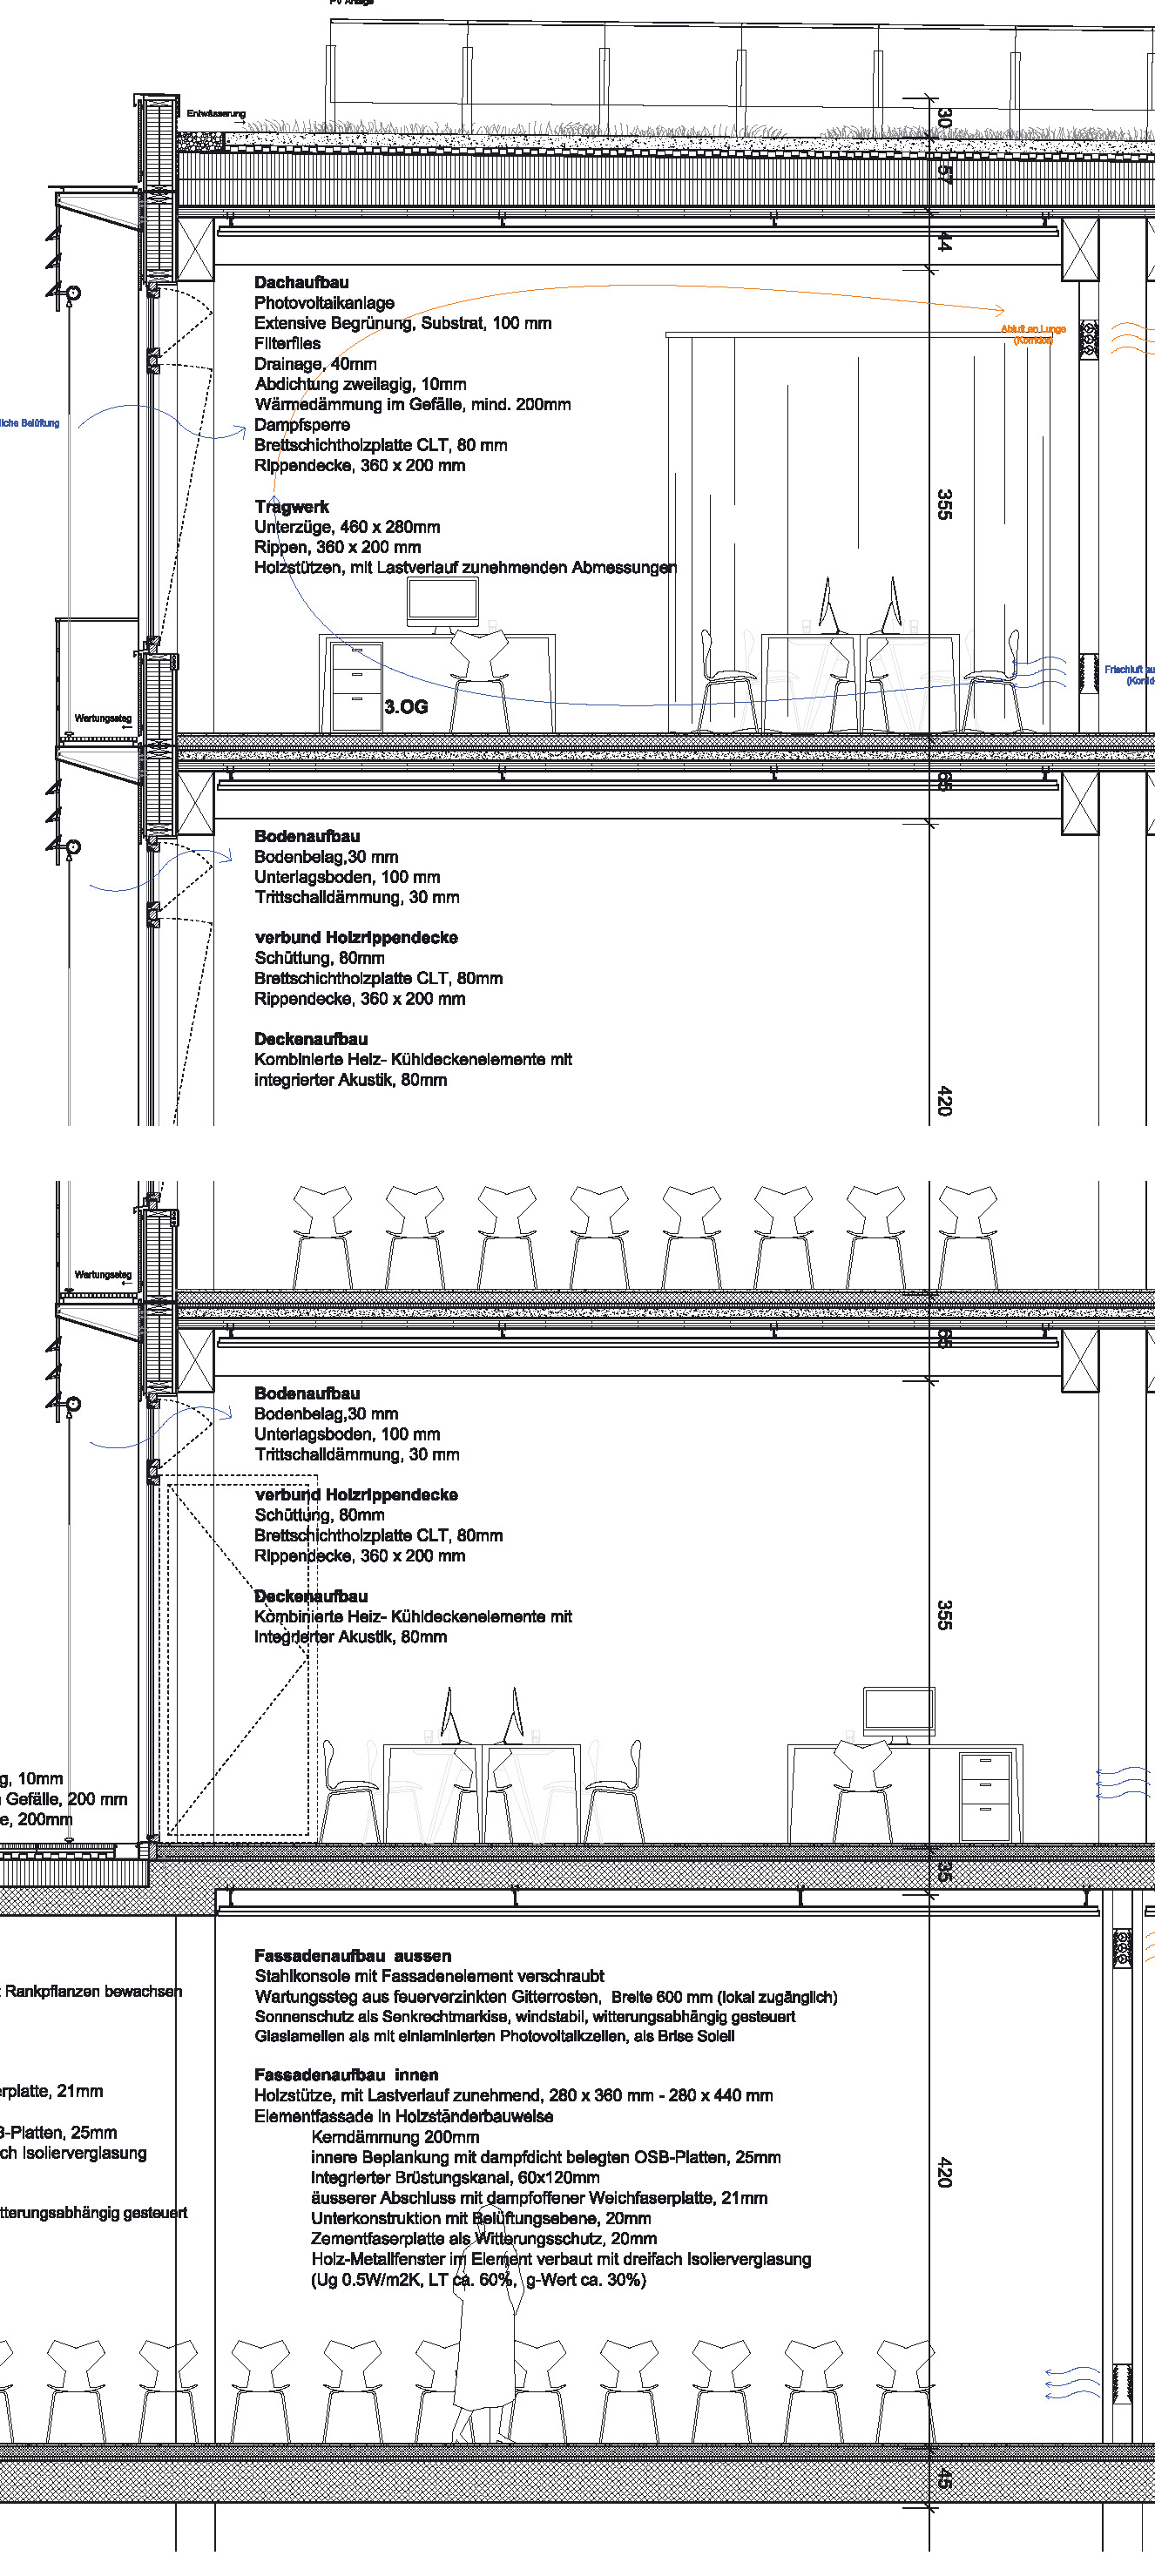 PV Anlage
Entwässerung
30
57
44
Dachaufbau
Photovoltaikanlage
Extensive Begrünung, Substrat, 100 mm
Filterflies
Drainage, 40mm
Abdichtung zweilagig, 10mm
Wärmedämmung im Gefälle, mind. 200mm
Dampfsperre
Brettschichtholzplatte CLT, 80 mm
Rippendecke, 360 x 200 mm
Abluft an Lunge
(Korridor)
liche Belüftung
Tragwerk
Unterzüge, 460 x 280mm
Rippen, 360 x 200 mm
Holzstützen, mit Lastverlauf zunehmenden Abmessungen
355
Frischluft au
(Korrid
3.OG
Wartungssteg
65
Bodenaufbau
Bodenbelag,30 mm
Unterlagsboden, 100 mm
Trittschalldämmung, 30 mm
verbund Holzrippendecke
Schüttung, 80mm
Brettschichtholzplatte CLT, 80mm
Rippendecke, 360 x 200 mm
Deckenaufbau
Kombinierte Heiz- Kühldeckenelemente mit
integrierter Akustik, 80mm
420
Wartungssteg
65
Bodenaufbau
Bodenbelag,30 mm
Unterlagsboden, 100 mm
Trittschalldämmung, 30 mm
verbund Holzrippendecke
Schüttung, 80mm
Brettschichtholzplatte CLT, 80mm
Rippendecke, 360 x 200 mm
Deckenaufbau
Kombinierte Heiz- Kühldeckenelemente mit
integrierter Akustik, 80mm
355
g, 10mm
Gefälle, 200 mm
e, 200mm
35
Fassadenaufbau aussen
Stahlkonsole mit Fassadenelement verschraubt
Wartungssteg aus feuerverzinkten Gitterrosten, Breite 600 mm (lokal zugänglich)
Sonnenschutz als Senkrechtmarkise, windstabil, witterungsabhängig gesteuert
Glaslamellen als mit einlaminierten Photovoltaikzellen, als Brise Soleil
t Rankpflanzen bewachsen
Fassadenaufbau innen
Holzstütze, mit Lastverlauf zunehmend, 280 x 360 mm - 280 x 440 mm
Elementfassade in Holzständerbauweise
Kerndämmung 200mm
innere Beplankung mit dampfdicht belegten OSB-Platten, 25mm
Integrierter Brüstungskanal, 60x120mm
äusserer Abschluss mit dampfoffener Weichfaserplatte, 21mm
Unterkonstruktion mit Belüftungsebene, 20mm
Zementfaserplatte als Witterungsschutz, 20mm
Holz-Metallfenster im Element verbaut mit dreifach Isolierverglasung
(Ug 0.5W/m2K, LT ca. 60%, g-Wert ca. 30%)
erplatte, 21mm
B-Platten, 25mm
ch Isolierverglasung
tterungsabhängig gesteuert
420
45